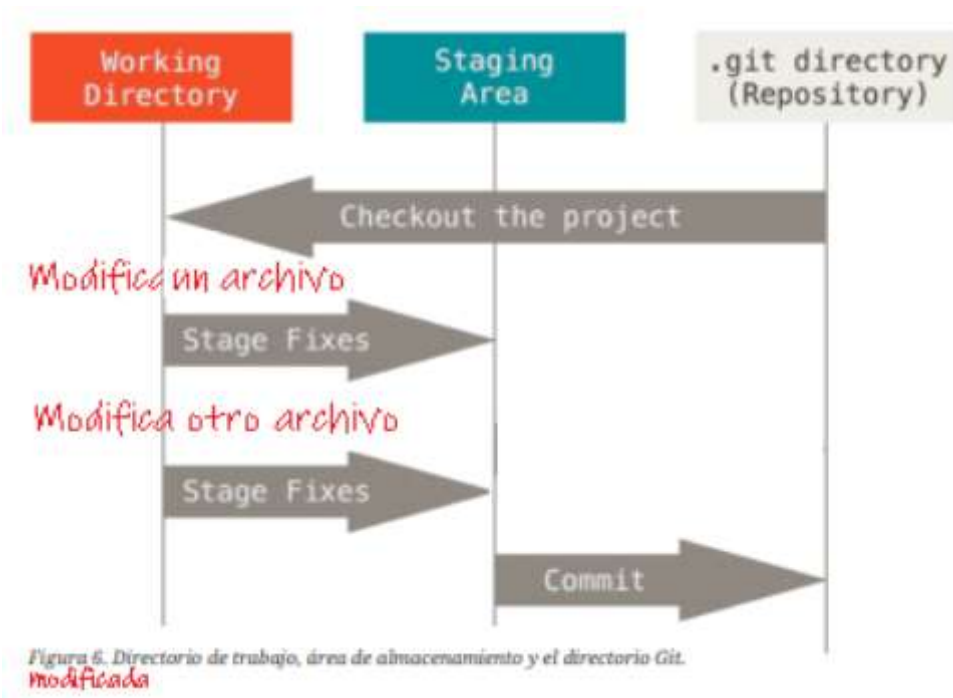 Working
Directory
Staging
Area
.git directory
(Repository)
Checkout the project
Modifica un archivo
Stage Fixes
Modifica otro archivo
Stage Fixes
Commit
Figura 6. Directorio de trabajo, área de almacenamiento y el directorio Git.
modificada